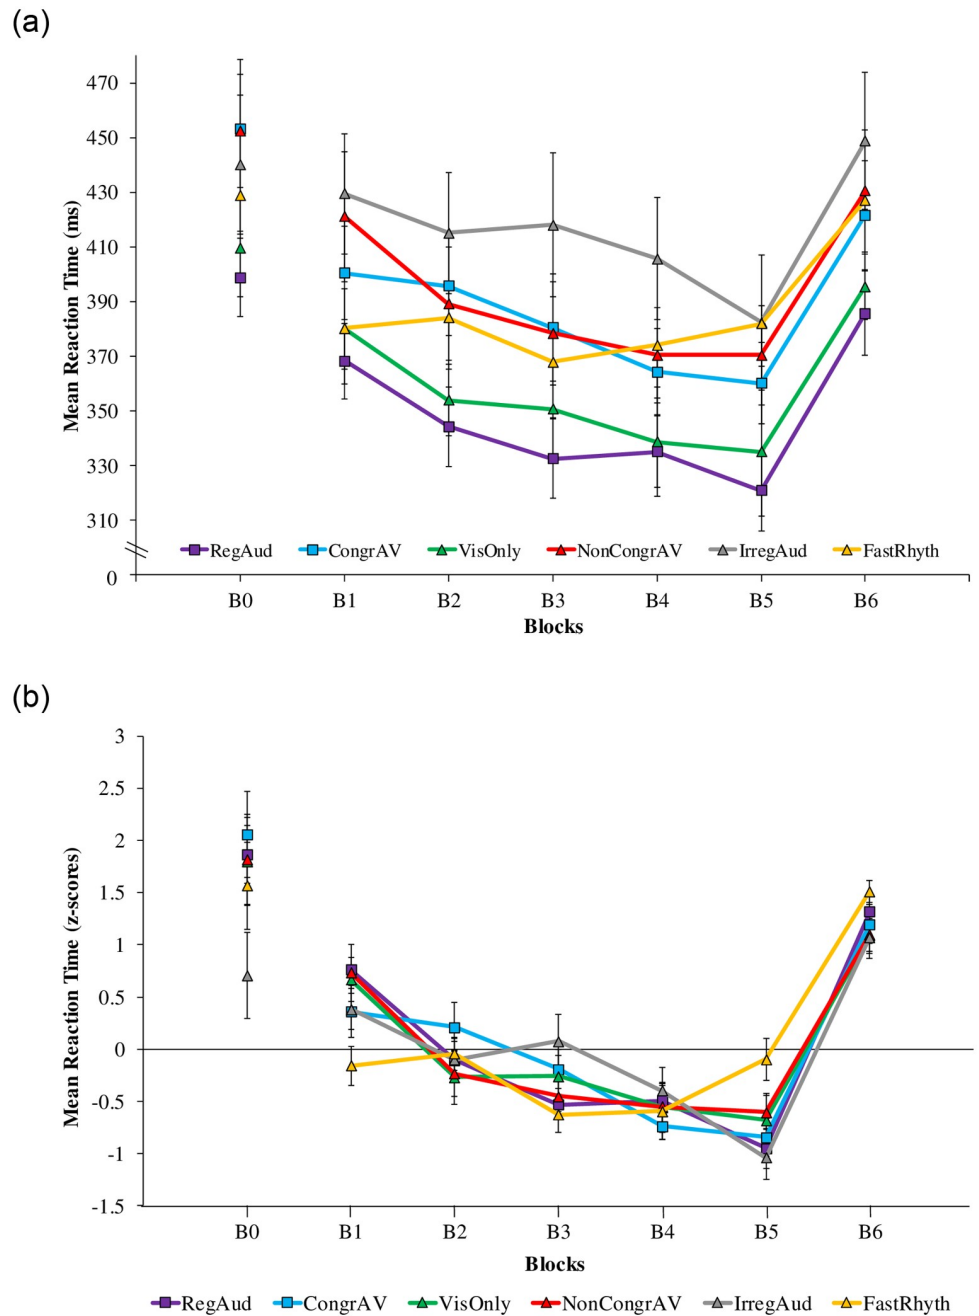 (a)
Mean Reaction Time (ms)
470
450
430
410
390
370
350
330
310
0
RegAud CongrAV VisOnly NonCongrAV IrregAud FastRhyth
B0 B1 B2 B3 B4 B5 B6
Blocks
(b)
Mean Reaction Time (z-scores)
3
2.5
2
1.5
1
0.5
0
-0.5
-1
-1.5
B0 B1 B2 B3 B4 B5 B6
Blocks
RegAud CongrAV VisOnly NonCongrAV IrregAud FastRhyth